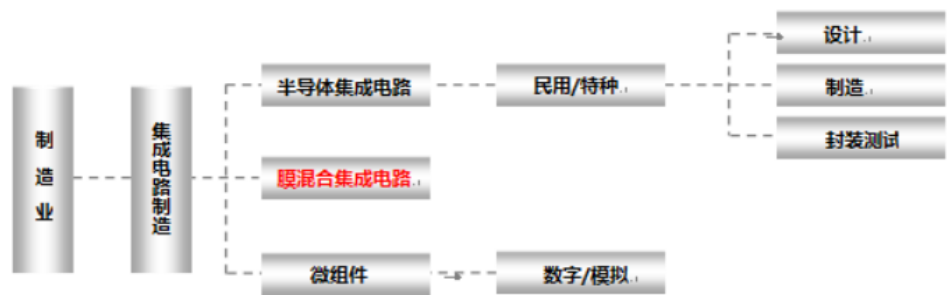 制造业
集成电路制造
半导体集成电路
膜混合集成电路
微组件
民用/特种
数字/模拟
设计
制造
封装测试